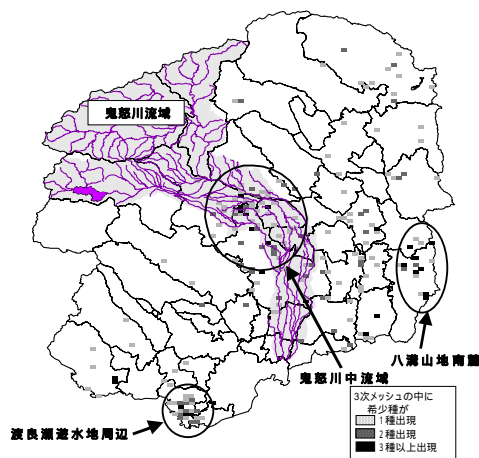 鬼怒川流域
八溝山地南麓
鬼怒川中流域
渡良瀬遊水地周辺
3次メッシュの中に
希少種が
1種出現
2種出現
3種以上出現